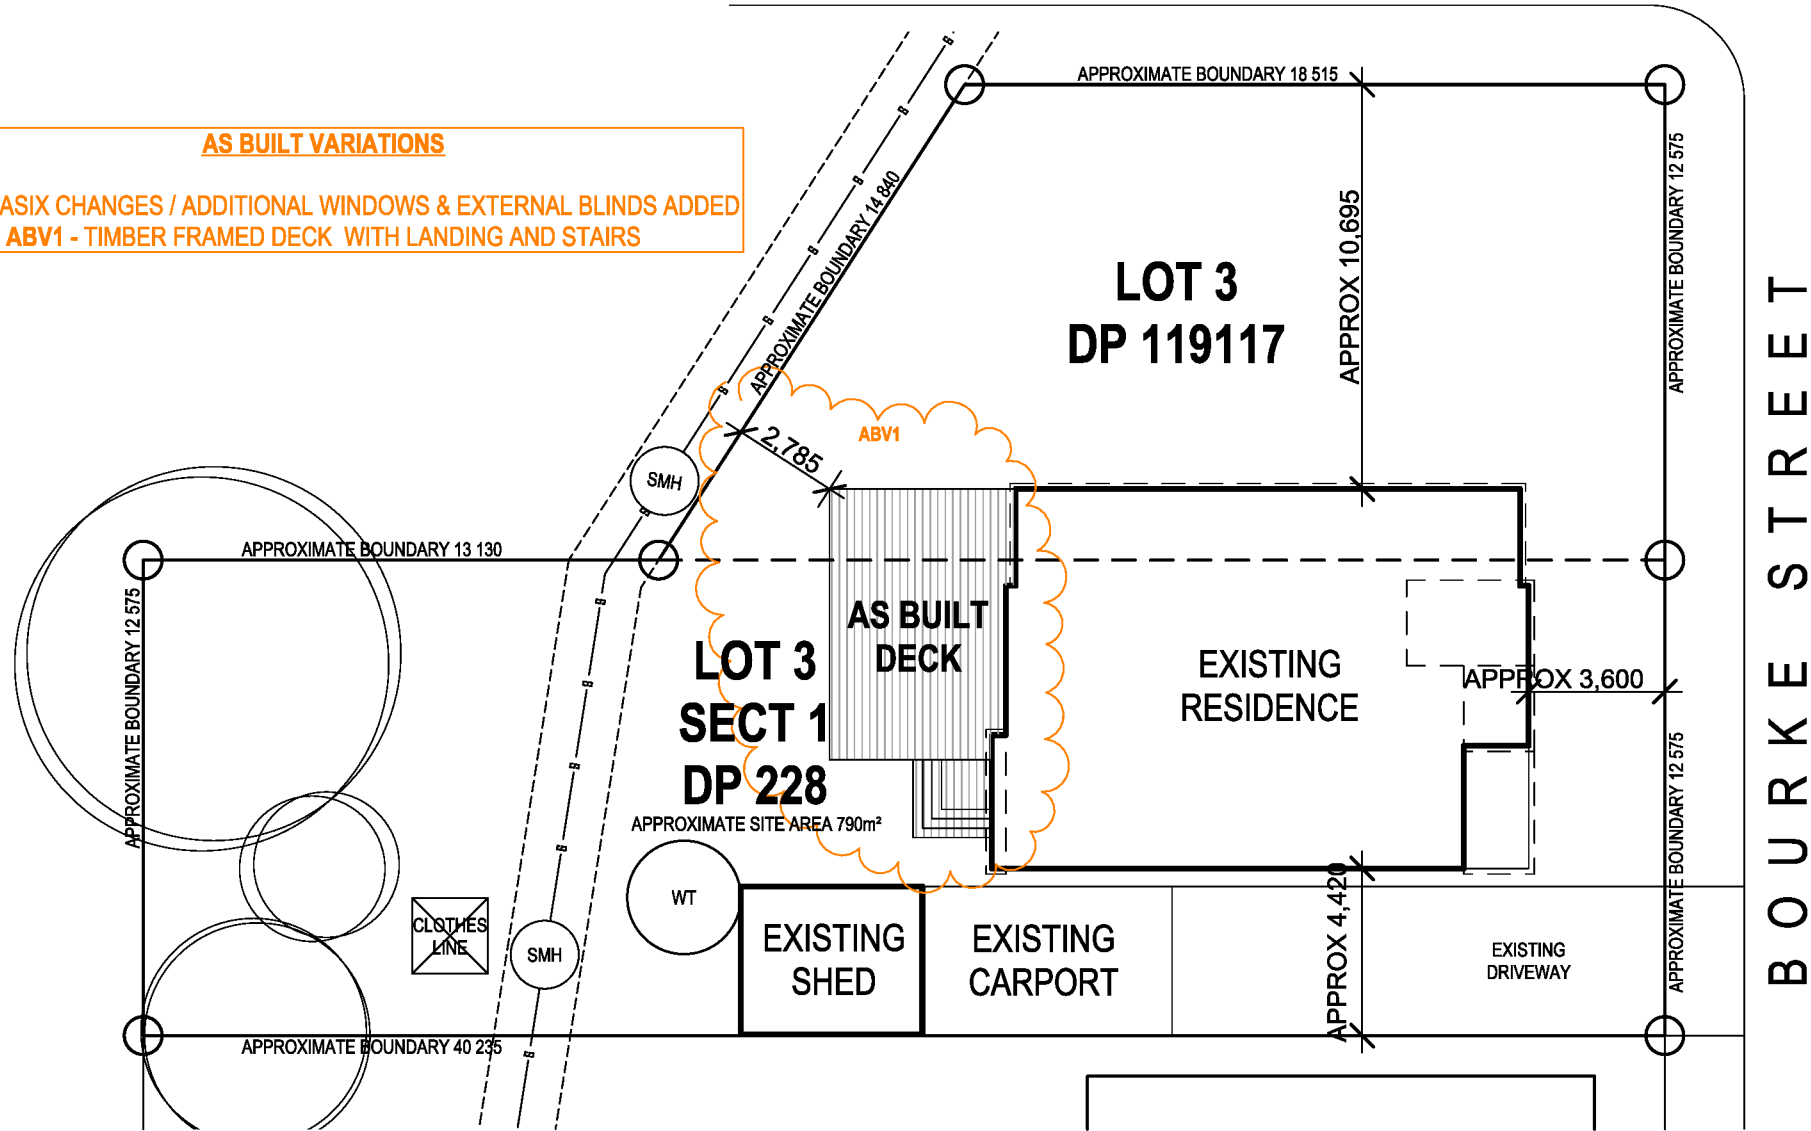 APPROXIMATE BOUNDARY 18 515
AS BUILT VARIATIONS
ASIX CHANGES / ADDITIONAL WINDOWS & EXTERNAL BLINDS ADDED
ABV1 - TIMBER FRAMED DECK WITH LANDING AND STAIRS
APPROXIMATE BOUNDARY 14 840
APPROX 10,695
APPROXIMATE BOUNDARY 12 575
LOT 3
DP 119117
BOURKE STREET
ABV1
2,785
SMH
APPROXIMATE BOUNDARY 13 130
APPROXIMATE BOUNDARY 12 575
AS BUILT
DECK
LOT 3
SECT 1
DP 228
APPROXIMATE SITE AREA 790m²
EXISTING
RESIDENCE
APPROX 3,600
APPROXIMATE BOUNDARY 12 575
WT
CLOTHES
LINE
SMH
EXISTING
SHED
EXISTING
CARPORT
APPROX 4,420
EXISTING
DRIVEWAY
APPROXIMATE BOUNDARY 40 235